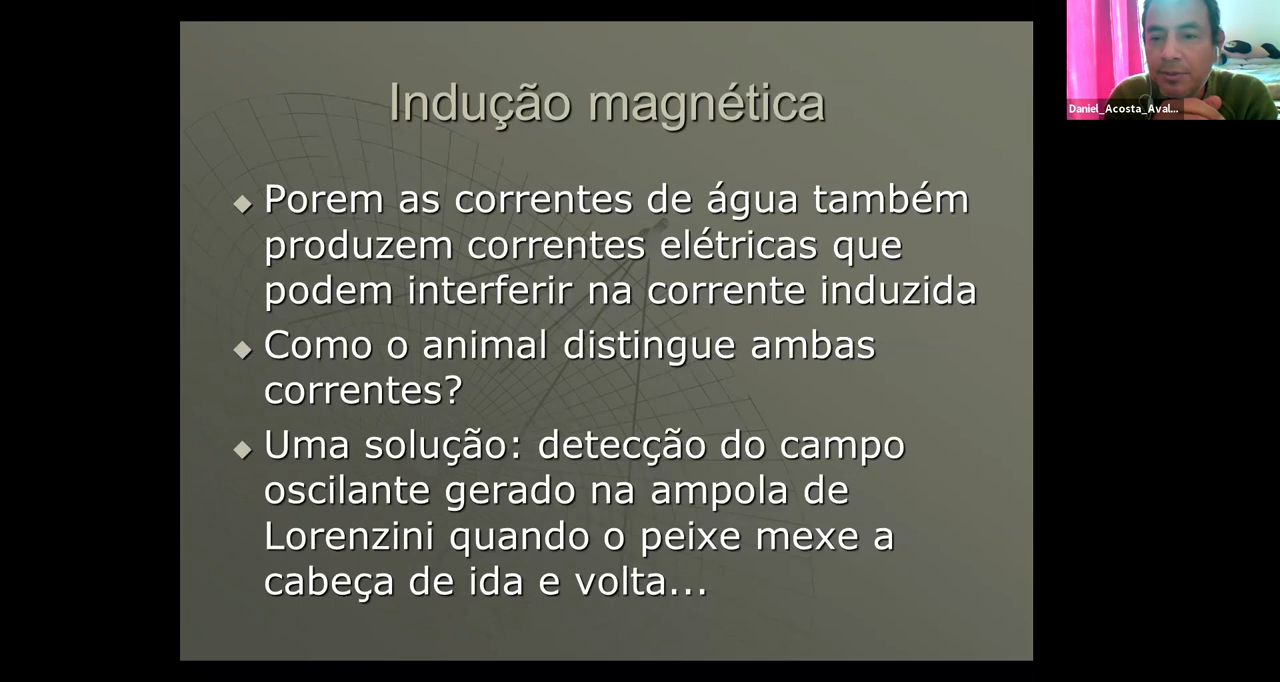 Indução magnética
Porem as correntes de água também
produzem correntes elétricas que
podem interferir na corrente induzida
Como o animal distingue ambas
correntes?
Uma solução: detecção do campo
oscilante gerado na ampola de
Lorenzini quando o peixe mexe a
cabeça de ida e volta...
Daniel_Acosta_Aval...